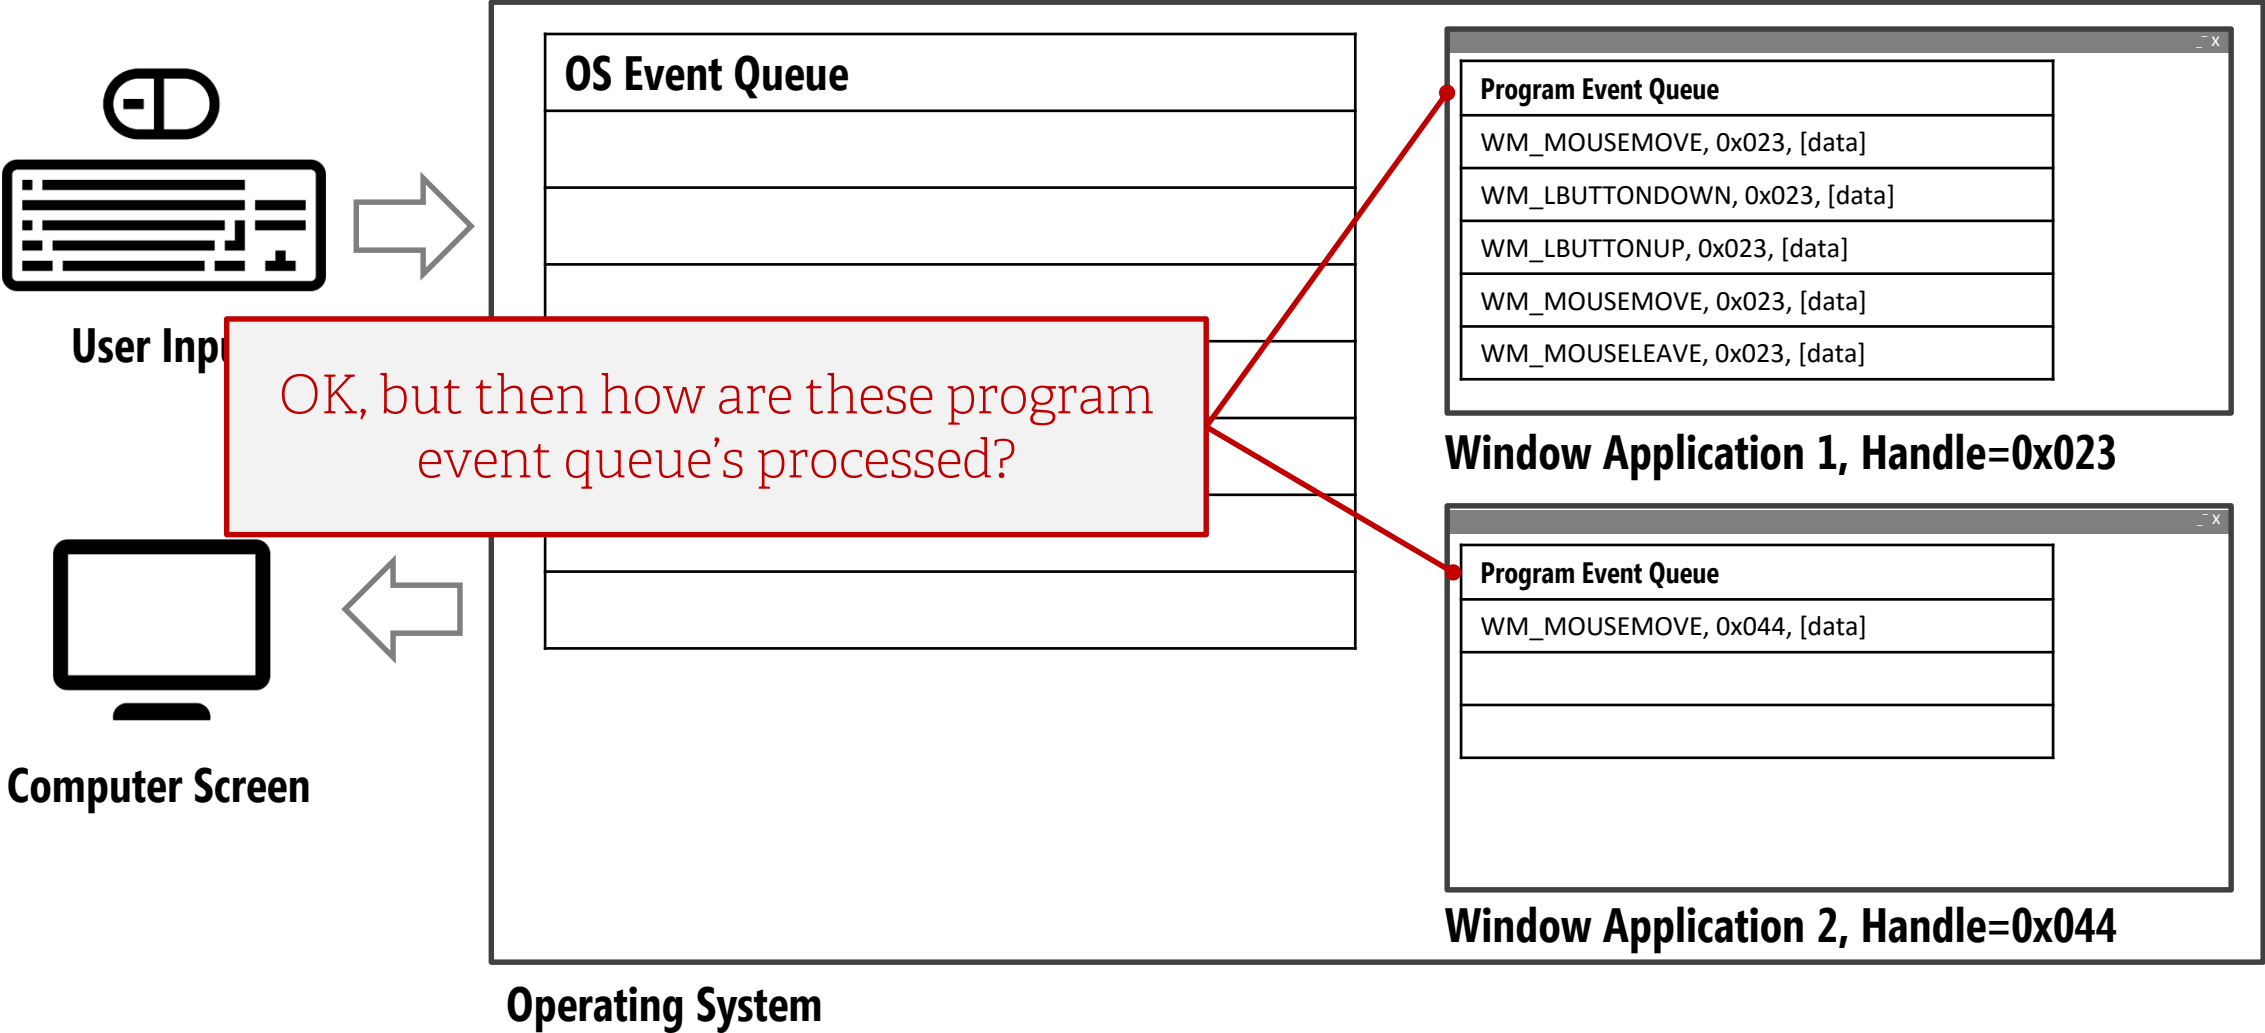 OS Event Queue
_ ¯ x
Program Event Queue
WM_MOUSEMOVE, 0x023, [data]
WM_LBUTTONDOWN, 0x023, [data]
WM_LBUTTONUP, 0x023, [data]
WM_MOUSEMOVE, 0x023, [data]
WM_MOUSELEAVE, 0x023, [data]
Window Application 1, Handle=0x023
User Inpu
OK, but then how are these program
event queue’s processed?
_ ¯ x
Program Event Queue
WM_MOUSEMOVE, 0x044, [data]
Window Application 2, Handle=0x044
Computer Screen
Operating System